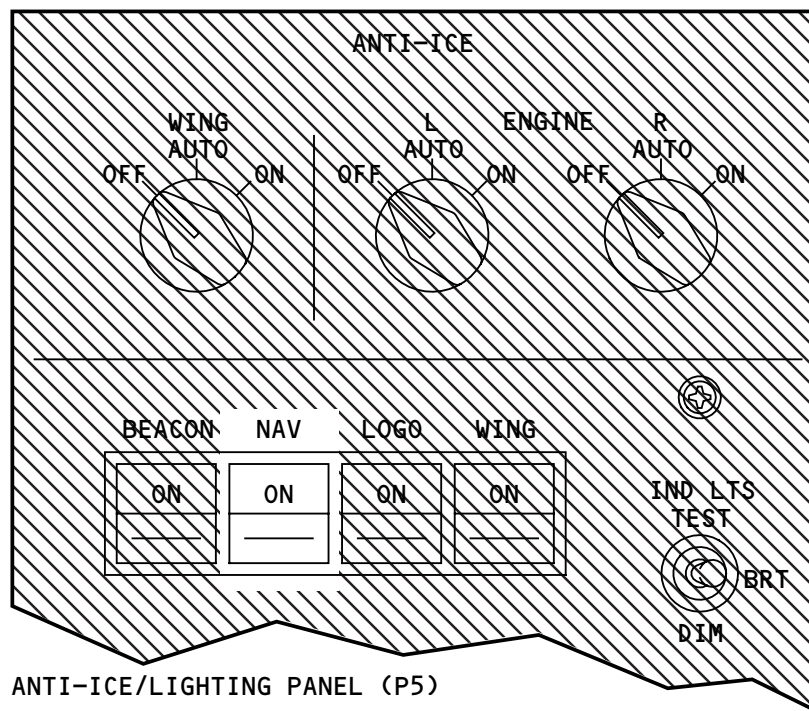 ANTI-ICE
WING L ENGINE R
AUTO AUTO AUTO
OFF ON OFF ON OFF ON
BEACON NAV LOGO WING
ON ON ON ON
IND LTS
TEST
BRT
DIM
ANTI-ICE/LIGHTING PANEL (P5)